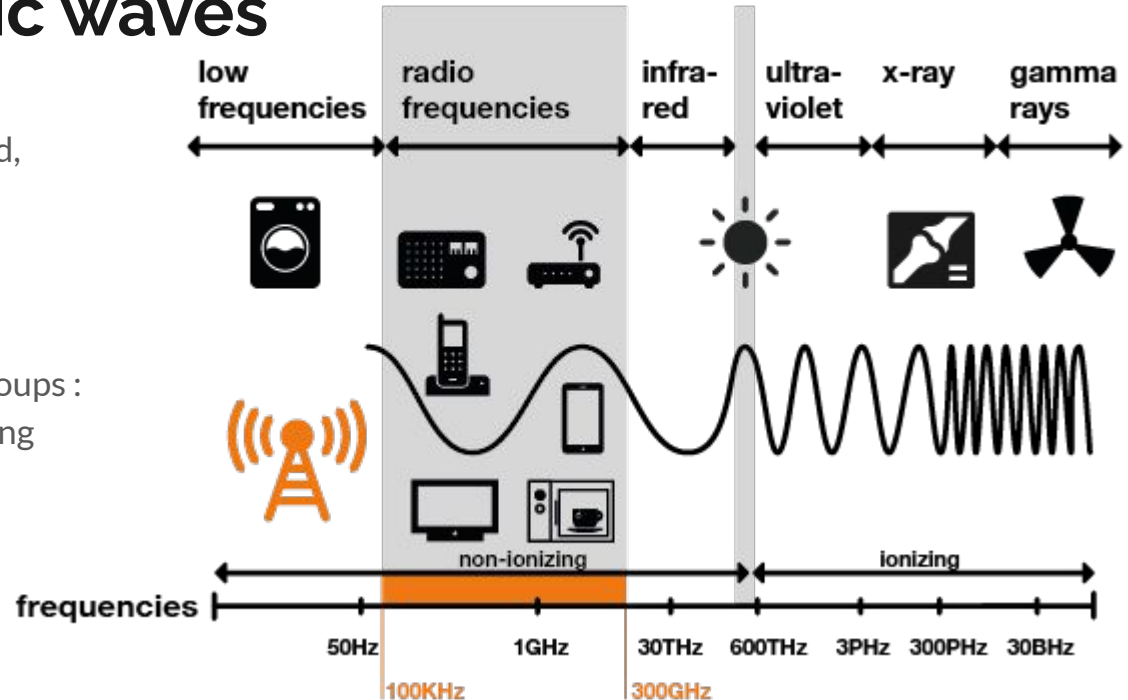 ic waves
low frequencies
radio frequencies
infra-red
ultra-violet
x-ray
gamma rays
d,
oups :
ng
non-ionizing
ionizing
frequencies
50Hz
1GHz
30THz
600THz
3PHz
300PHz
30BHz
100KHz
300GHz